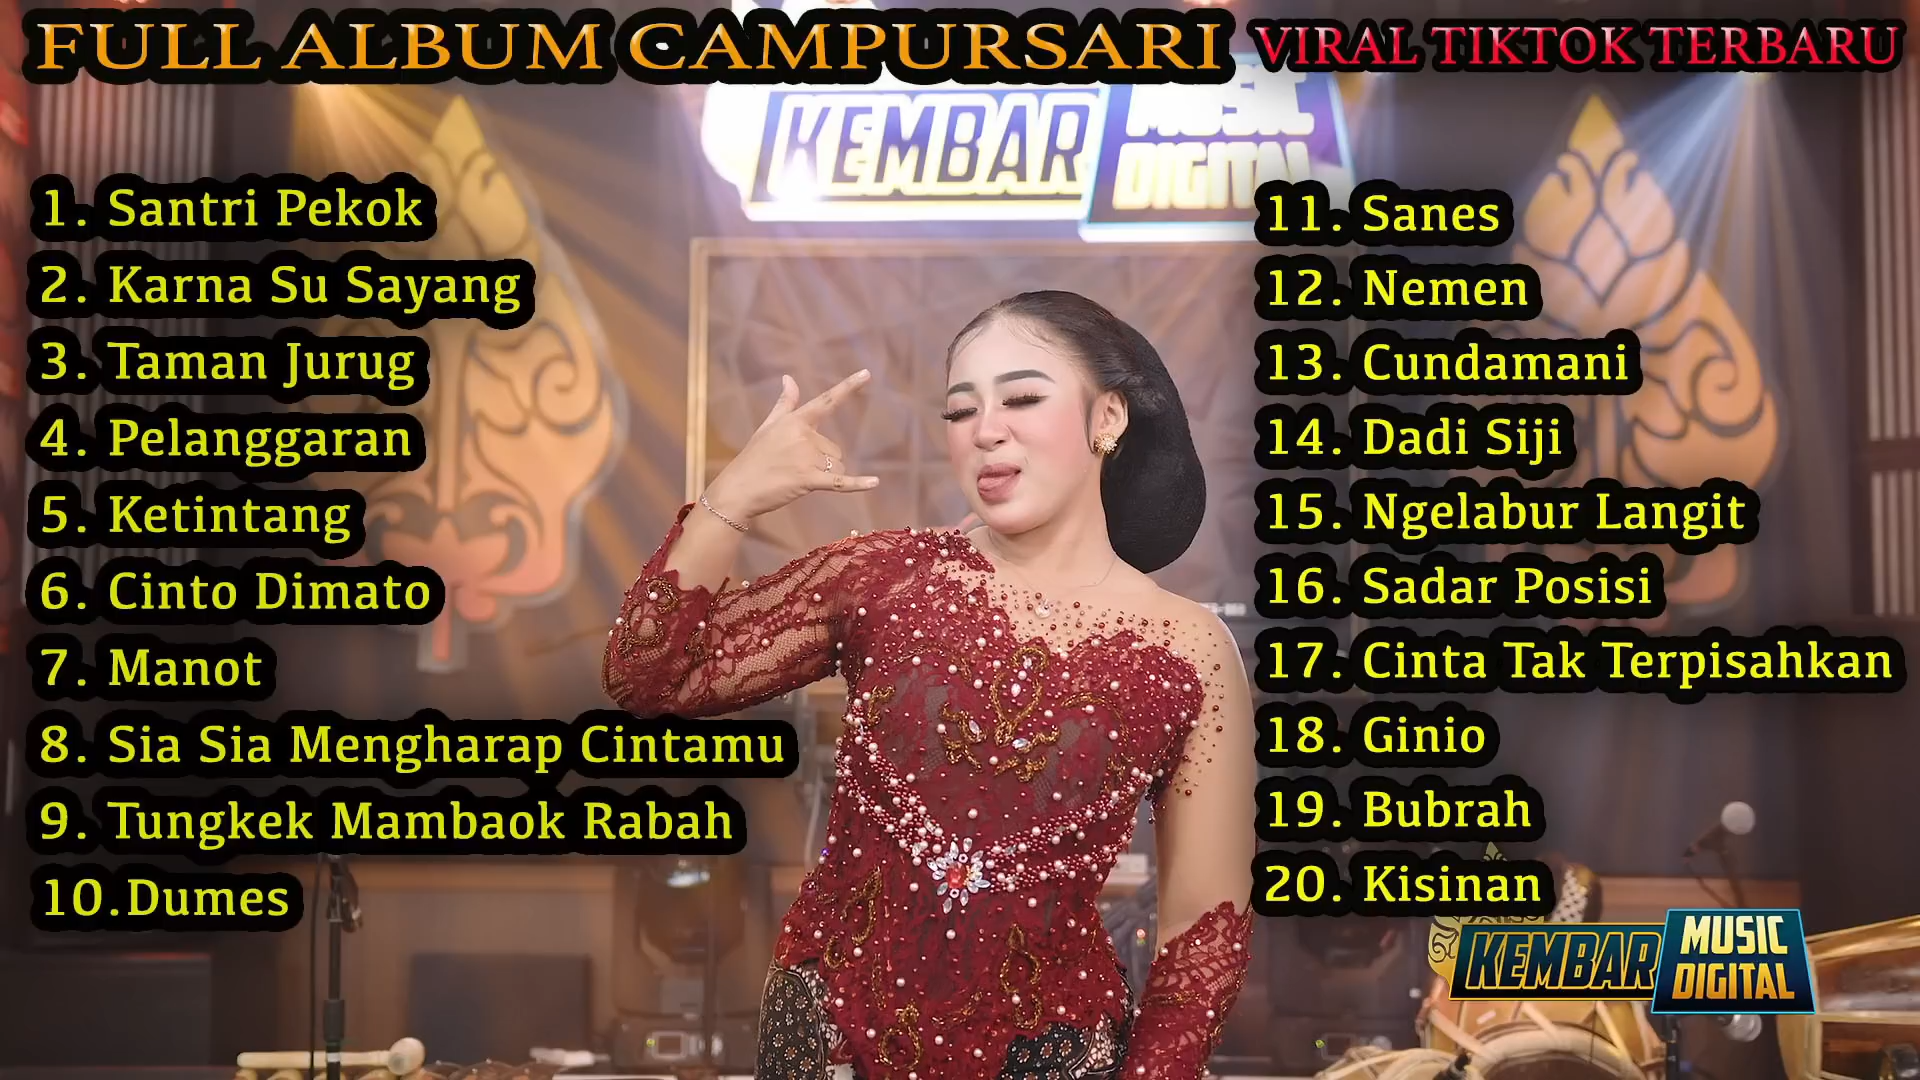 FULL ALBUM CAMPURSARI VIRAL TIKTOK TERBARU
KEMBAR
MUSIC
DIGITAL
1. Santri Pekok
2. Karna Su Sayang
3. Taman Jurug
4. Pelanggaran
5. Ketintang
6. Cinto Dimato
7. Manot
8. Sia Sia Mengharap Cintamu
9. Tungkek Mambaok Rabah
10.Dumes
11. Sanes
12. Nemen
13. Cundamani
14. Dadi Siji
15. Ngelabur Langit
16. Sadar Posisi
17. Cinta Tak Terpisahkan
18. Ginio
19. Bubrah
20. Kisinan
KEMBAR
MUSIC
DIGITAL